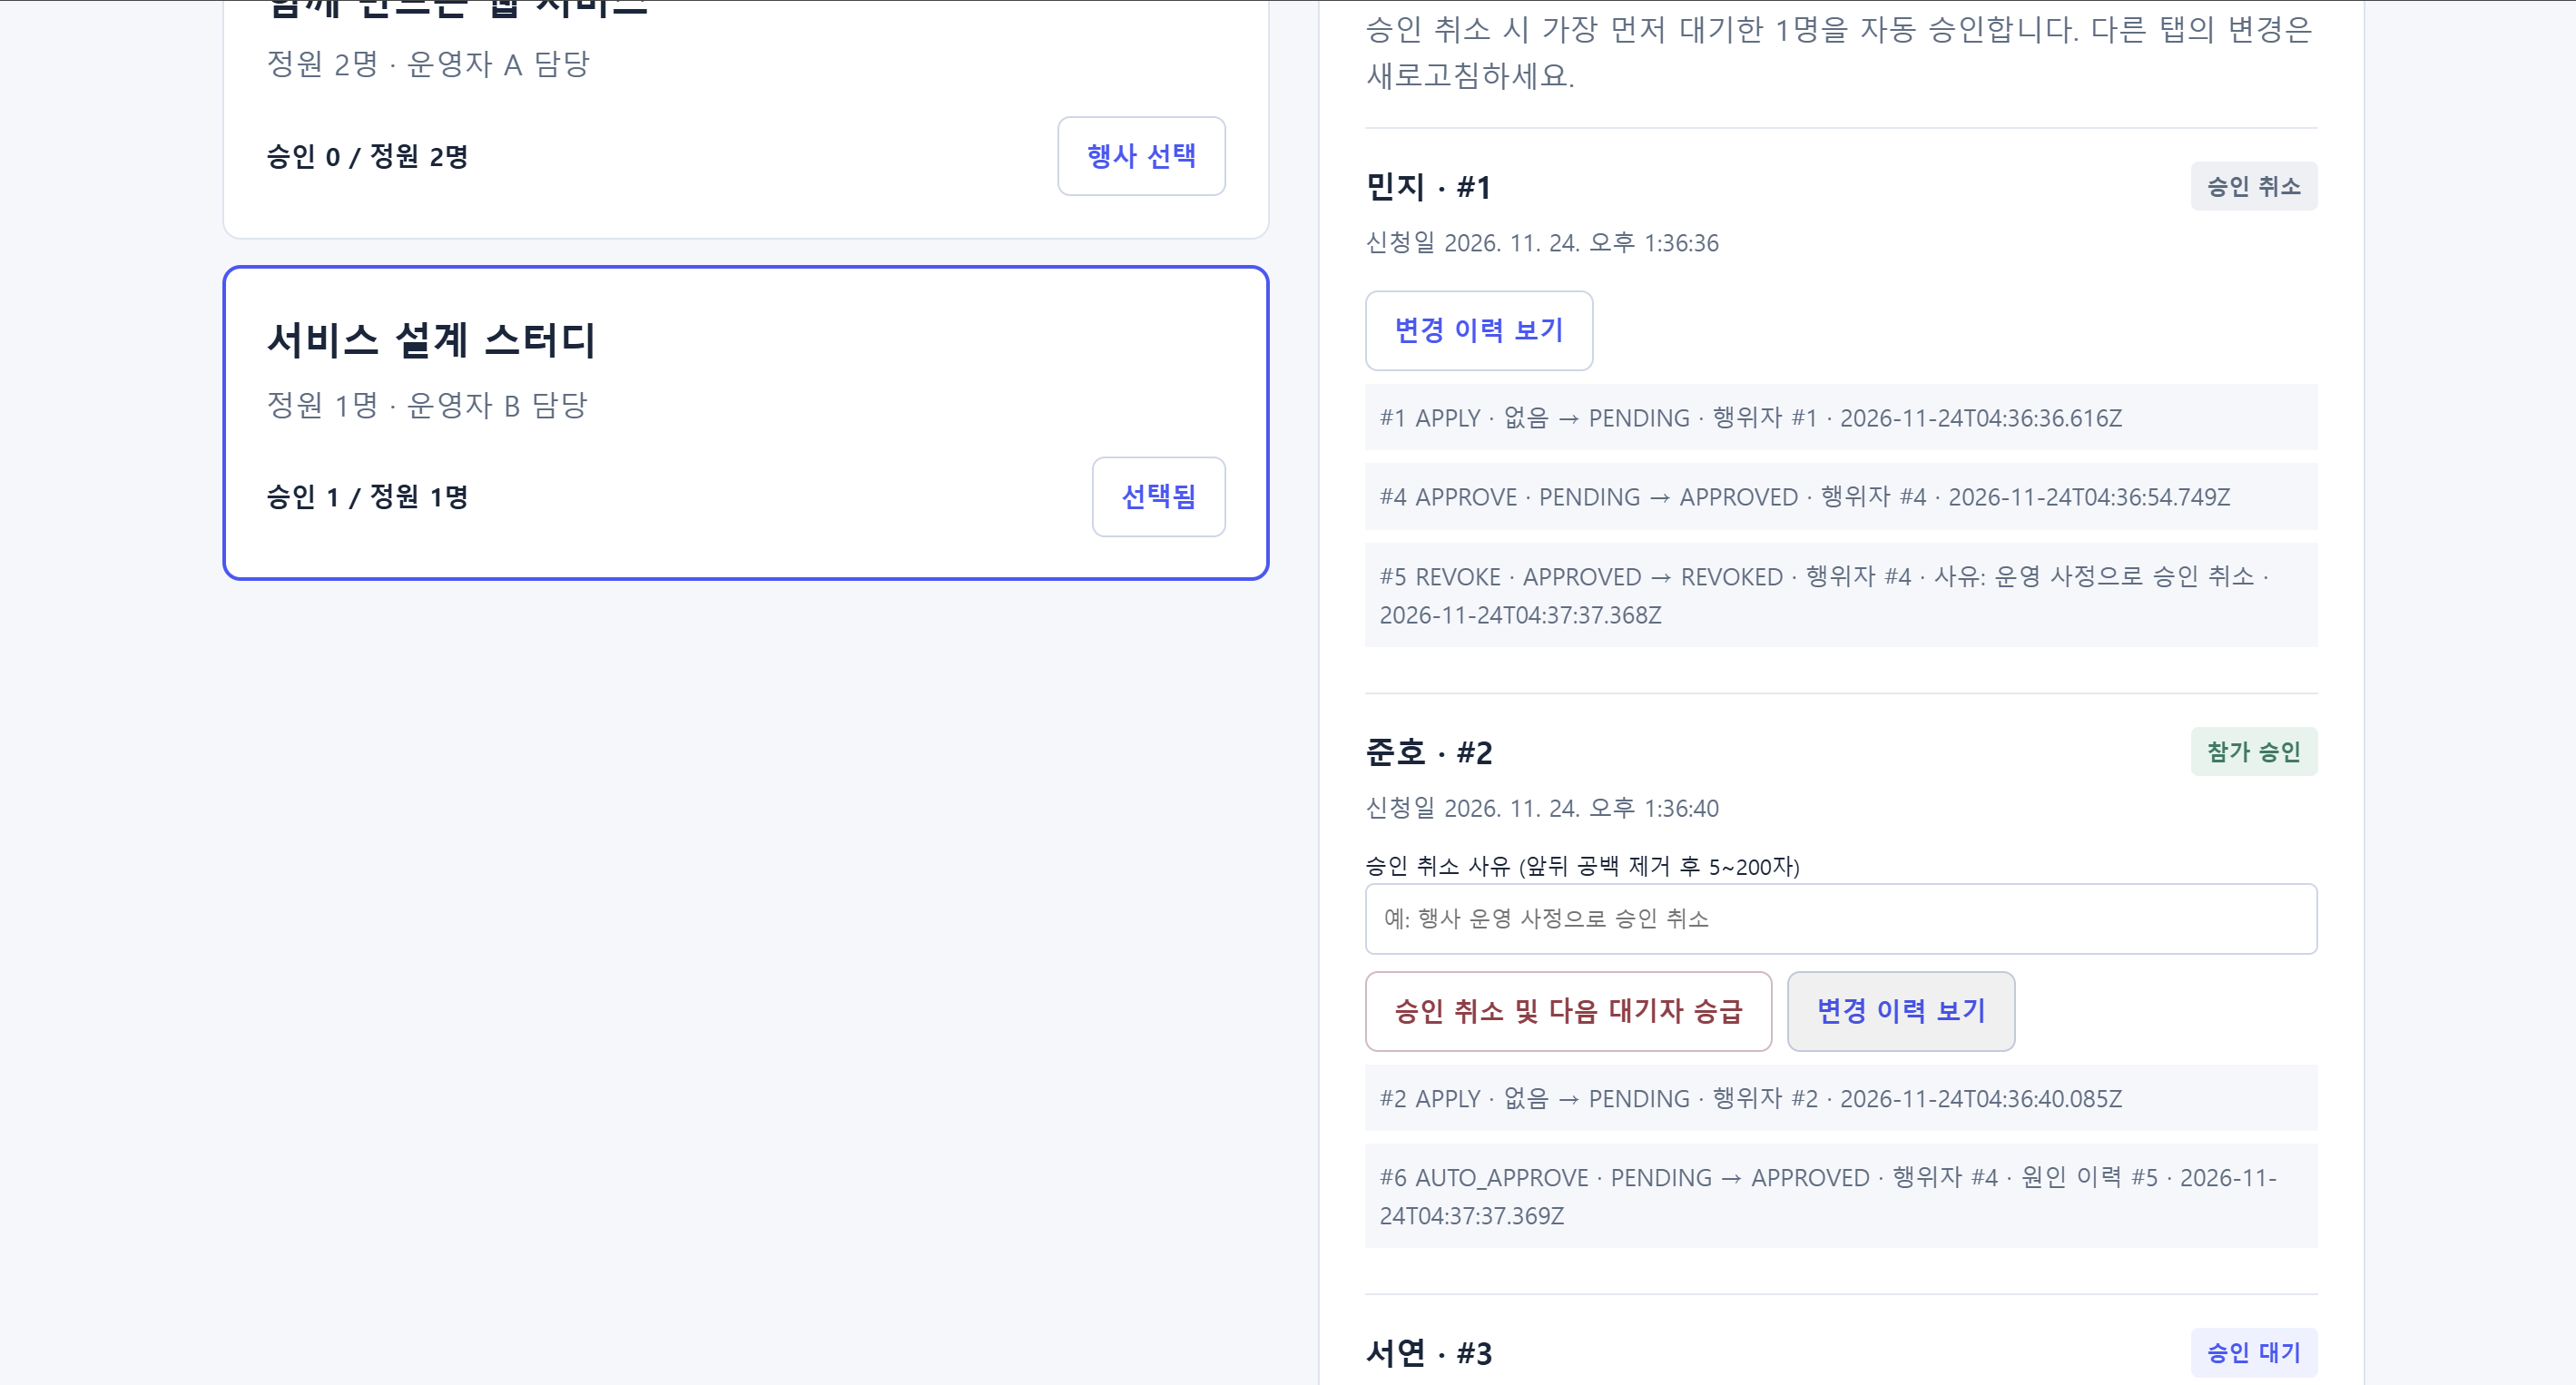 함께 만드는 웹 서비스
정원 2명 · 운영자 A 담당
승인 0 / 정원 2명
행사 선택
서비스 설계 스터디
정원 1명 · 운영자 B 담당
승인 1 / 정원 1명
선택됨
승인 취소 시 가장 먼저 대기한 1명을 자동 승인합니다. 다른 탭의 변경은
새로고침하세요.
민지 · #1
승인 취소
신청일 2026. 11. 24. 오후 1:36:36
변경 이력 보기
#1 APPLY · 없음 → PENDING · 행위자 #1 · 2026-11-24T04:36:36.616Z
#4 APPROVE · PENDING → APPROVED · 행위자 #4 · 2026-11-24T04:36:54.749Z
#5 REVOKE · APPROVED → REVOKED · 행위자 #4 · 사유: 운영 사정으로 승인 취소 ·
2026-11-24T04:37:37.368Z
준호 · #2
참가 승인
신청일 2026. 11. 24. 오후 1:36:40
승인 취소 사유 (앞뒤 공백 제거 후 5~200자)
예: 행사 운영 사정으로 승인 취소
승인 취소 및 다음 대기자 승급
변경 이력 보기
#2 APPLY · 없음 → PENDING · 행위자 #2 · 2026-11-24T04:36:40.085Z
#6 AUTO_APPROVE · PENDING → APPROVED · 행위자 #4 · 원인 이력 #5 · 2026-11-
24T04:37:37.369Z
서연 · #3
승인 대기